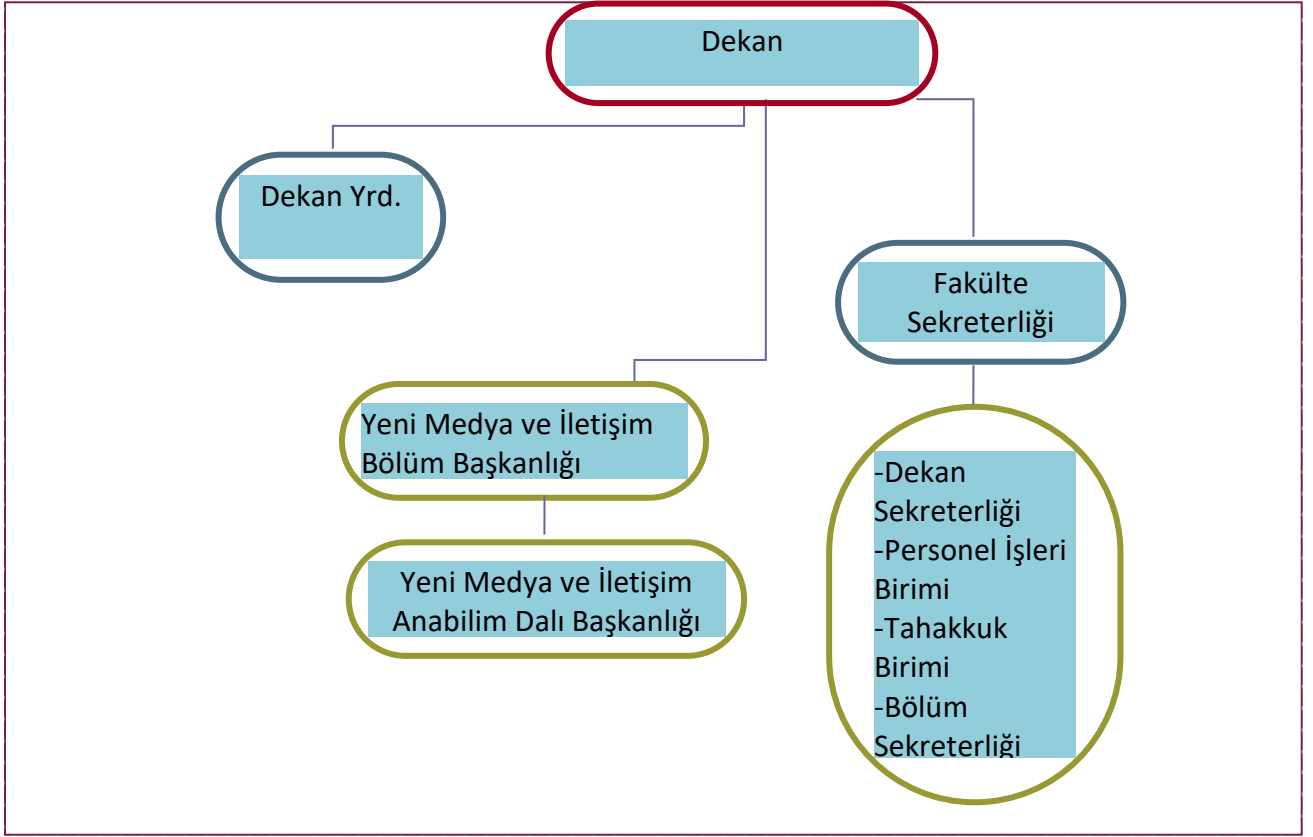 Dekan
Dekan Yrd.
Fakülte
Sekreterliği
Yeni Medya ve İletişim
Bölüm Başkanlığı
Yeni Medya ve İletişim
Anabilim Dalı Başkanlığı
-Dekan
Sekreterliği
-Personel İşleri
Birimi
-Tahakkuk
Birimi
-Bölüm
Sekreterliği